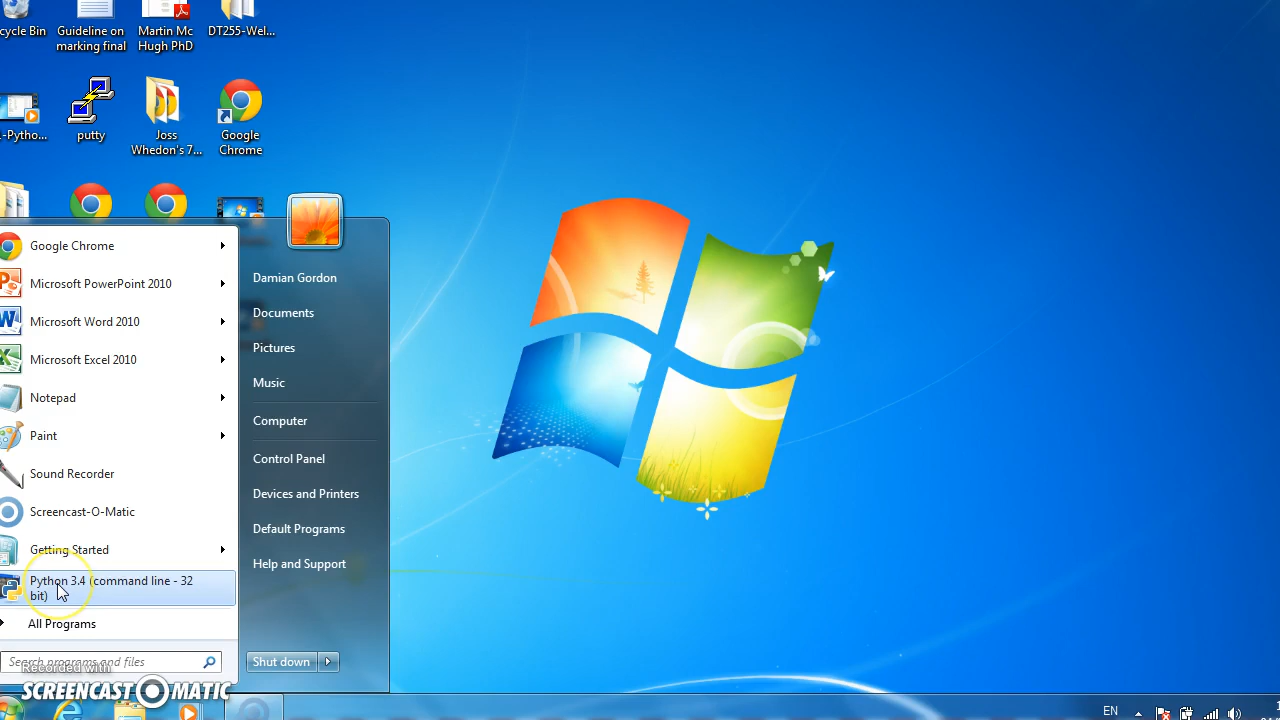 cycle Bin
Guideline on
marking final
Martin Mc
Hugh PhD
DT255-Wel...
-Pytho...
putty
Joss
Whedon's 7...
Google
Chrome
Google Chrome
Microsoft PowerPoint 2010
Microsoft Word 2010
Microsoft Excel 2010
Notepad
Paint
Sound Recorder
Screencast-O-Matic
Getting Started
Python 3.4 (command line - 32
bit)
All Programs
Search programs and files
Damian Gordon
Documents
Pictures
Music
Computer
Control Panel
Devices and Printers
Default Programs
Help and Support
Shut down
Recorded with
SCREENCAST-O-MATIC
EN